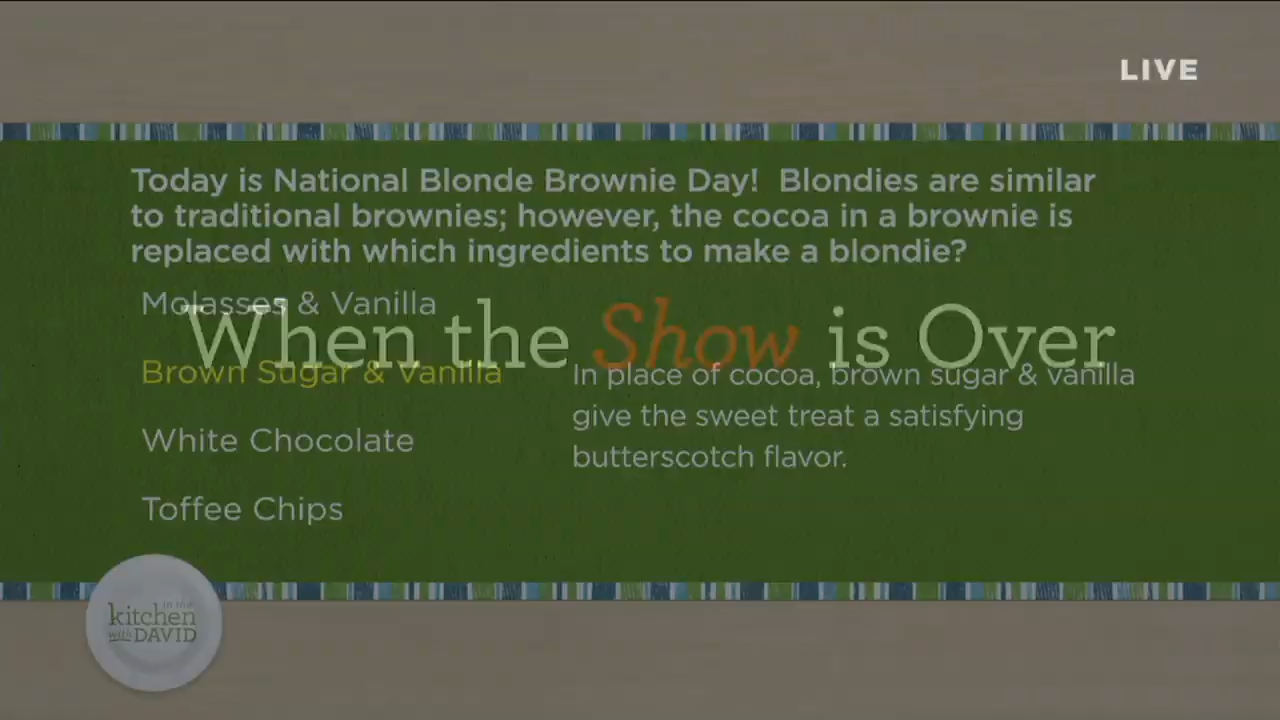 LIVE
Today is National Blonde Brownie Day!  Blondies are similar
to traditional brownies; however, the cocoa in a brownie is
replaced with which ingredients to make a blondie?
Molasses & Vanilla
When the Show is Over
Brown Sugar & Vanilla
In place of cocoa, brown sugar & vanilla
give the sweet treat a satisfying
butterscotch flavor.
White Chocolate
Toffee Chips
in the
kitchen
with DAVID